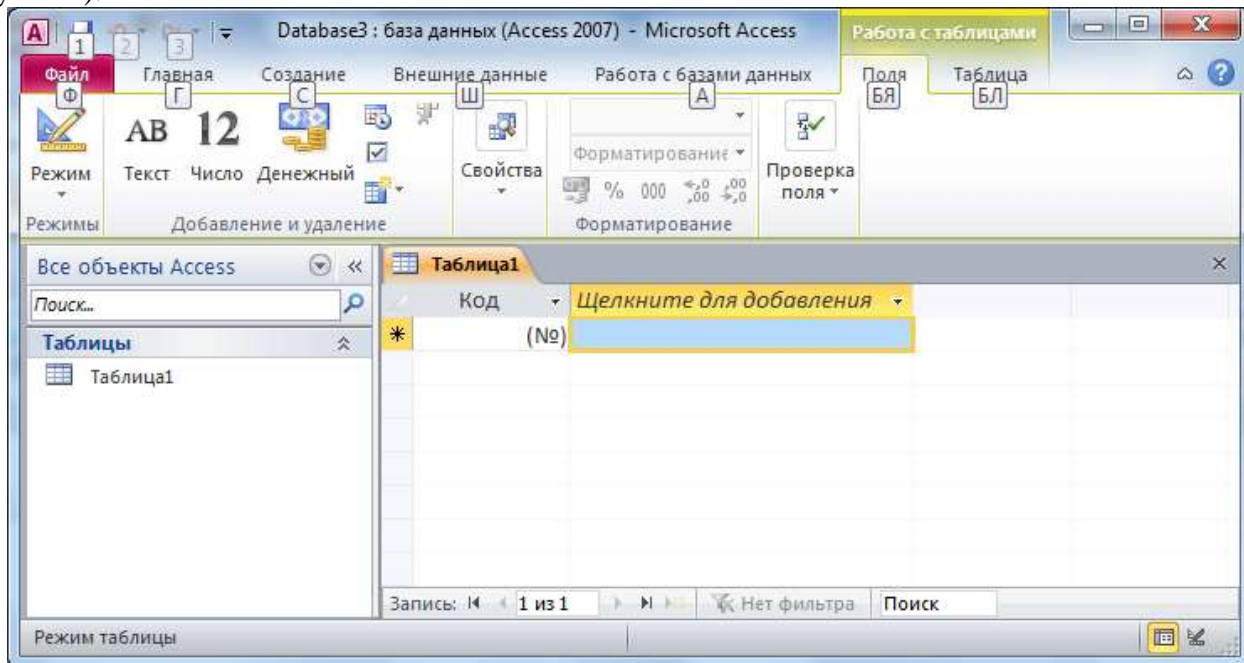 Database3 : база данных (Access 2007) - Microsoft Access
Работа с таблицами
1 2 3
Файл Главная Создание Внешние данные Работа с базами данных Поля Таблица
Ф Г С Ш А БЯ БЛ
AB 12
Режим Текст Число Денежный Свойства Форматирование Проверка поля
% 000
Режимы Добавление и удаление Форматирование
Все объекты Access
Таблица1
Поиск...
Код Щелкните для добавления
Таблицы
(№)
Таблица1
Запись: 1 из 1 Нет фильтра Поиск
Режим таблицы